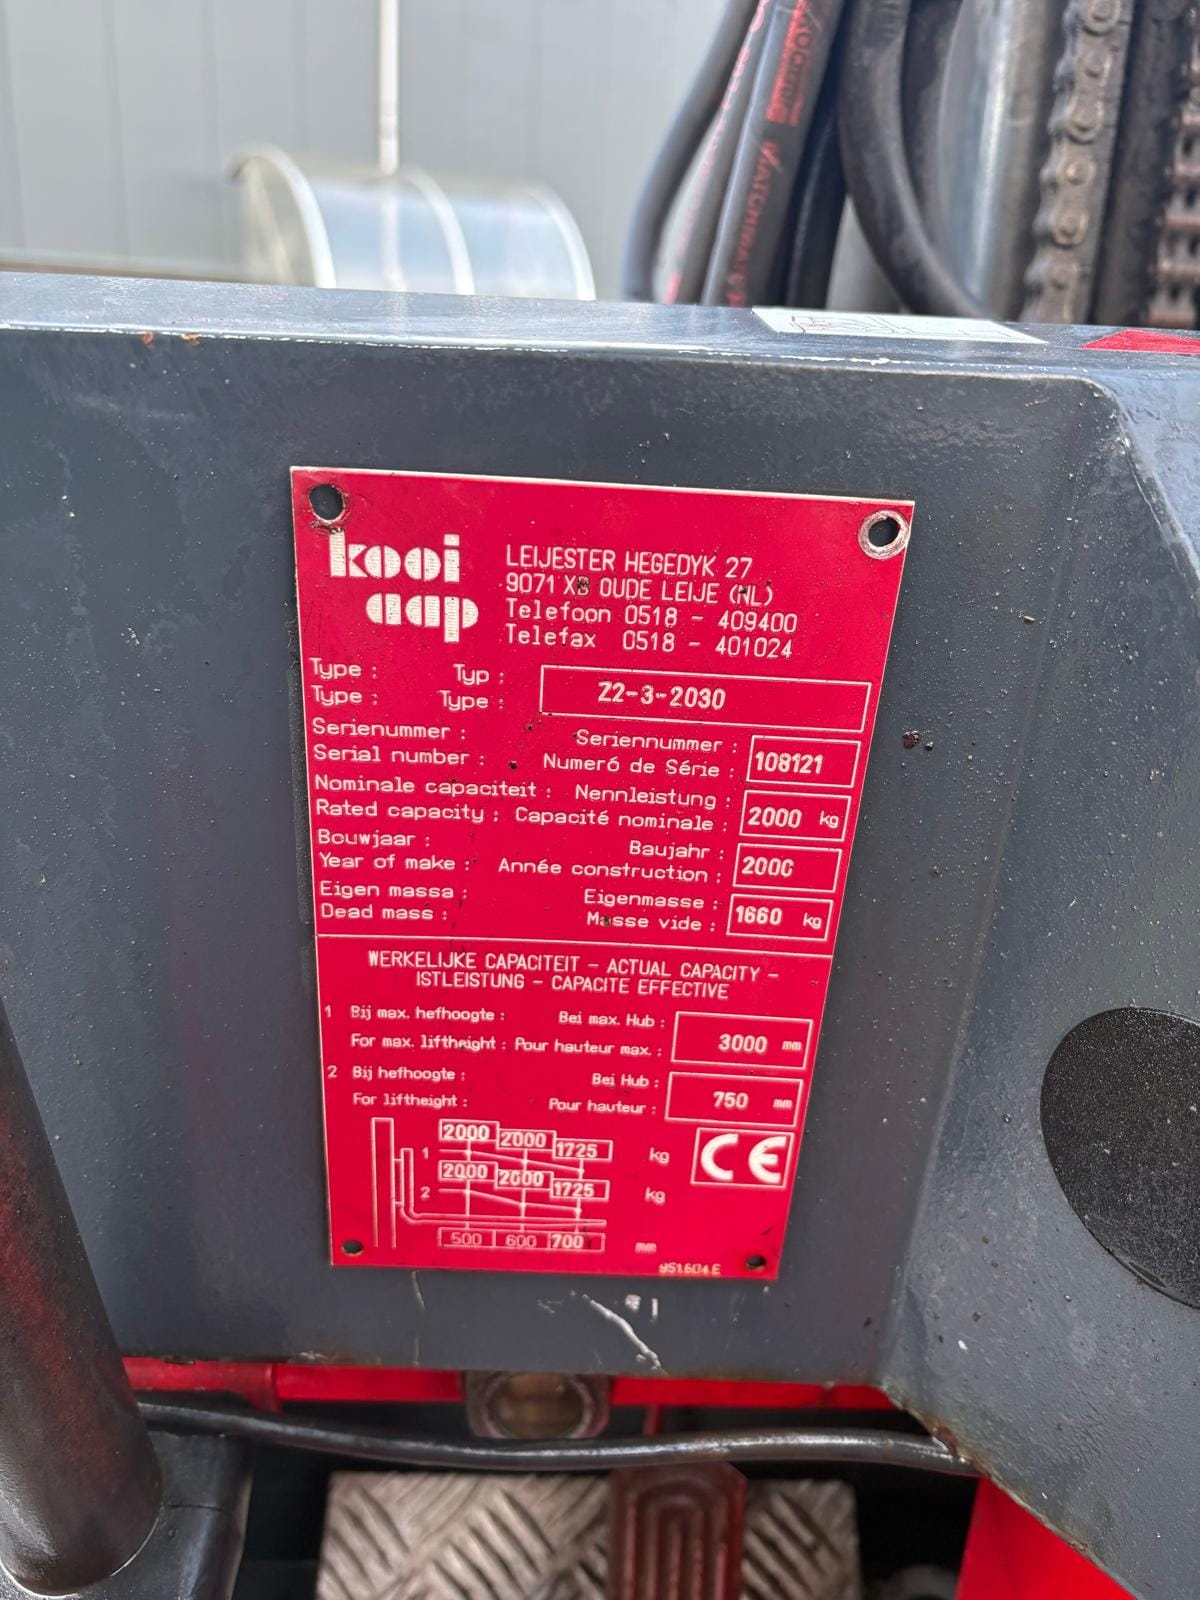 kooi
aap
LEIJESTER HEGEDYK 27
9071 XB OUDE LEIJE (NL)
Telefoon 0518 - 409400
Telefax 0518 - 401024
Type : Typ : Z2-3-2030
Type : Type :
Serienummer : Seriennummer : 108121
Serial number : Numeró de Série :
Nominale capaciteit : Nennleistung : 2000 kg
Rated capacity : Capacité nominale :
Bouwjaar : Baujahr : 2000
Year of make : Année construction :
Eigen massa : Eigenmasse : 1660 kg
Dead mass : Masse vide :
WERKELIJKE CAPACITEIT - ACTUAL CAPACITY -
ISTLEISTUNG - CAPACITE EFFECTIVE
1 Bij max. hefhoogte : Bei max. Hub : 3000 mm
For max. liftheight : Pour hauteur max. :
2 Bij hefhoogte : Bei Hub : 750 mm
For liftheight : Pour hauteur :
1 2000 2000 1725 kg
2 2000 2000 1725 kg
500 600 700 mm
CE
951.604.E